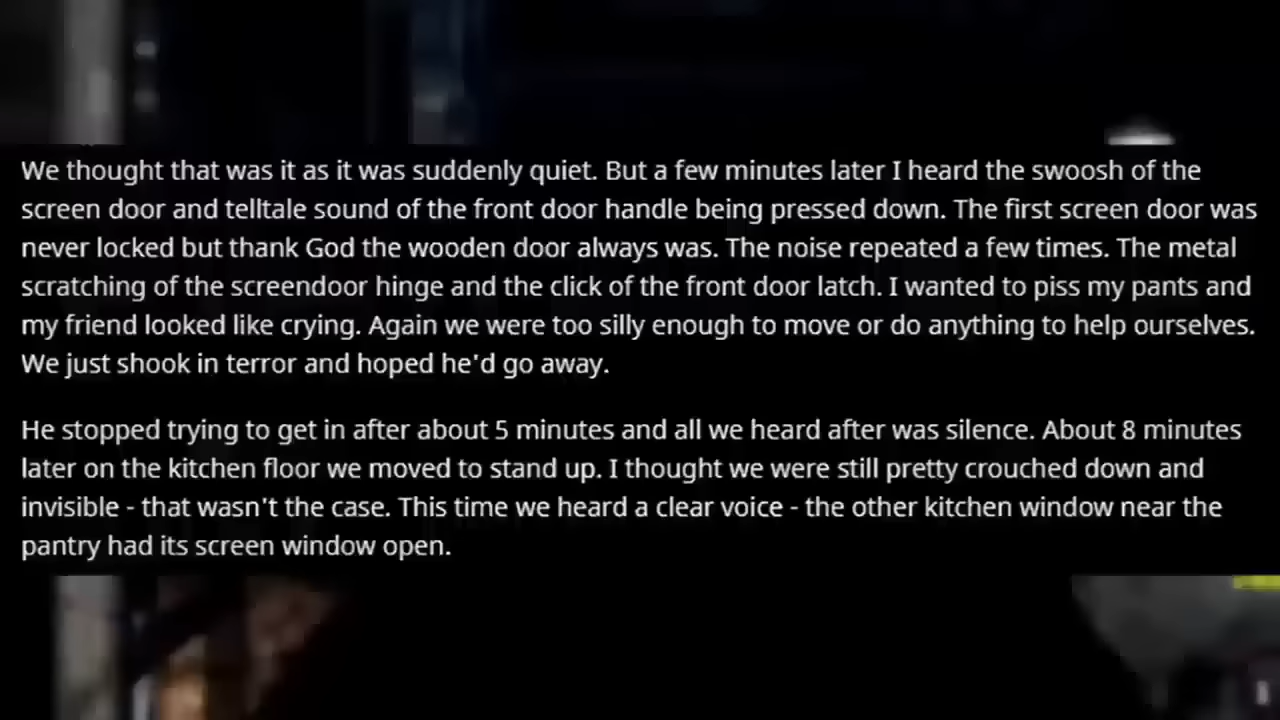 We thought that was it as it was suddenly quiet. But a few minutes later I heard the swoosh of the
screen door and telltale sound of the front door handle being pressed down. The first screen door was
never locked but thank God the wooden door always was. The noise repeated a few times. The metal
scratching of the screendoor hinge and the click of the front door latch. I wanted to piss my pants and
my friend looked like crying. Again we were too silly enough to move or do anything to help ourselves.
We just shook in terror and hoped he'd go away.
He stopped trying to get in after about 5 minutes and all we heard after was silence. About 8 minutes
later on the kitchen floor we moved to stand up. I thought we were still pretty crouched down and
invisible - that wasn't the case. This time we heard a clear voice - the other kitchen window near the
pantry had its screen window open.